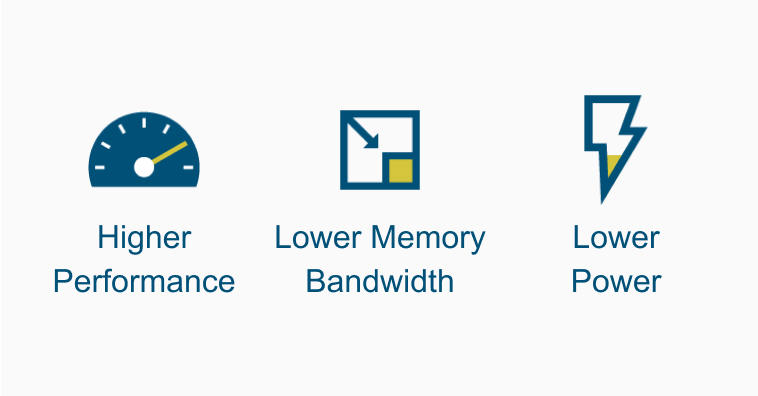 Higher
Performance
Lower Memory
Bandwidth
Lower
Power